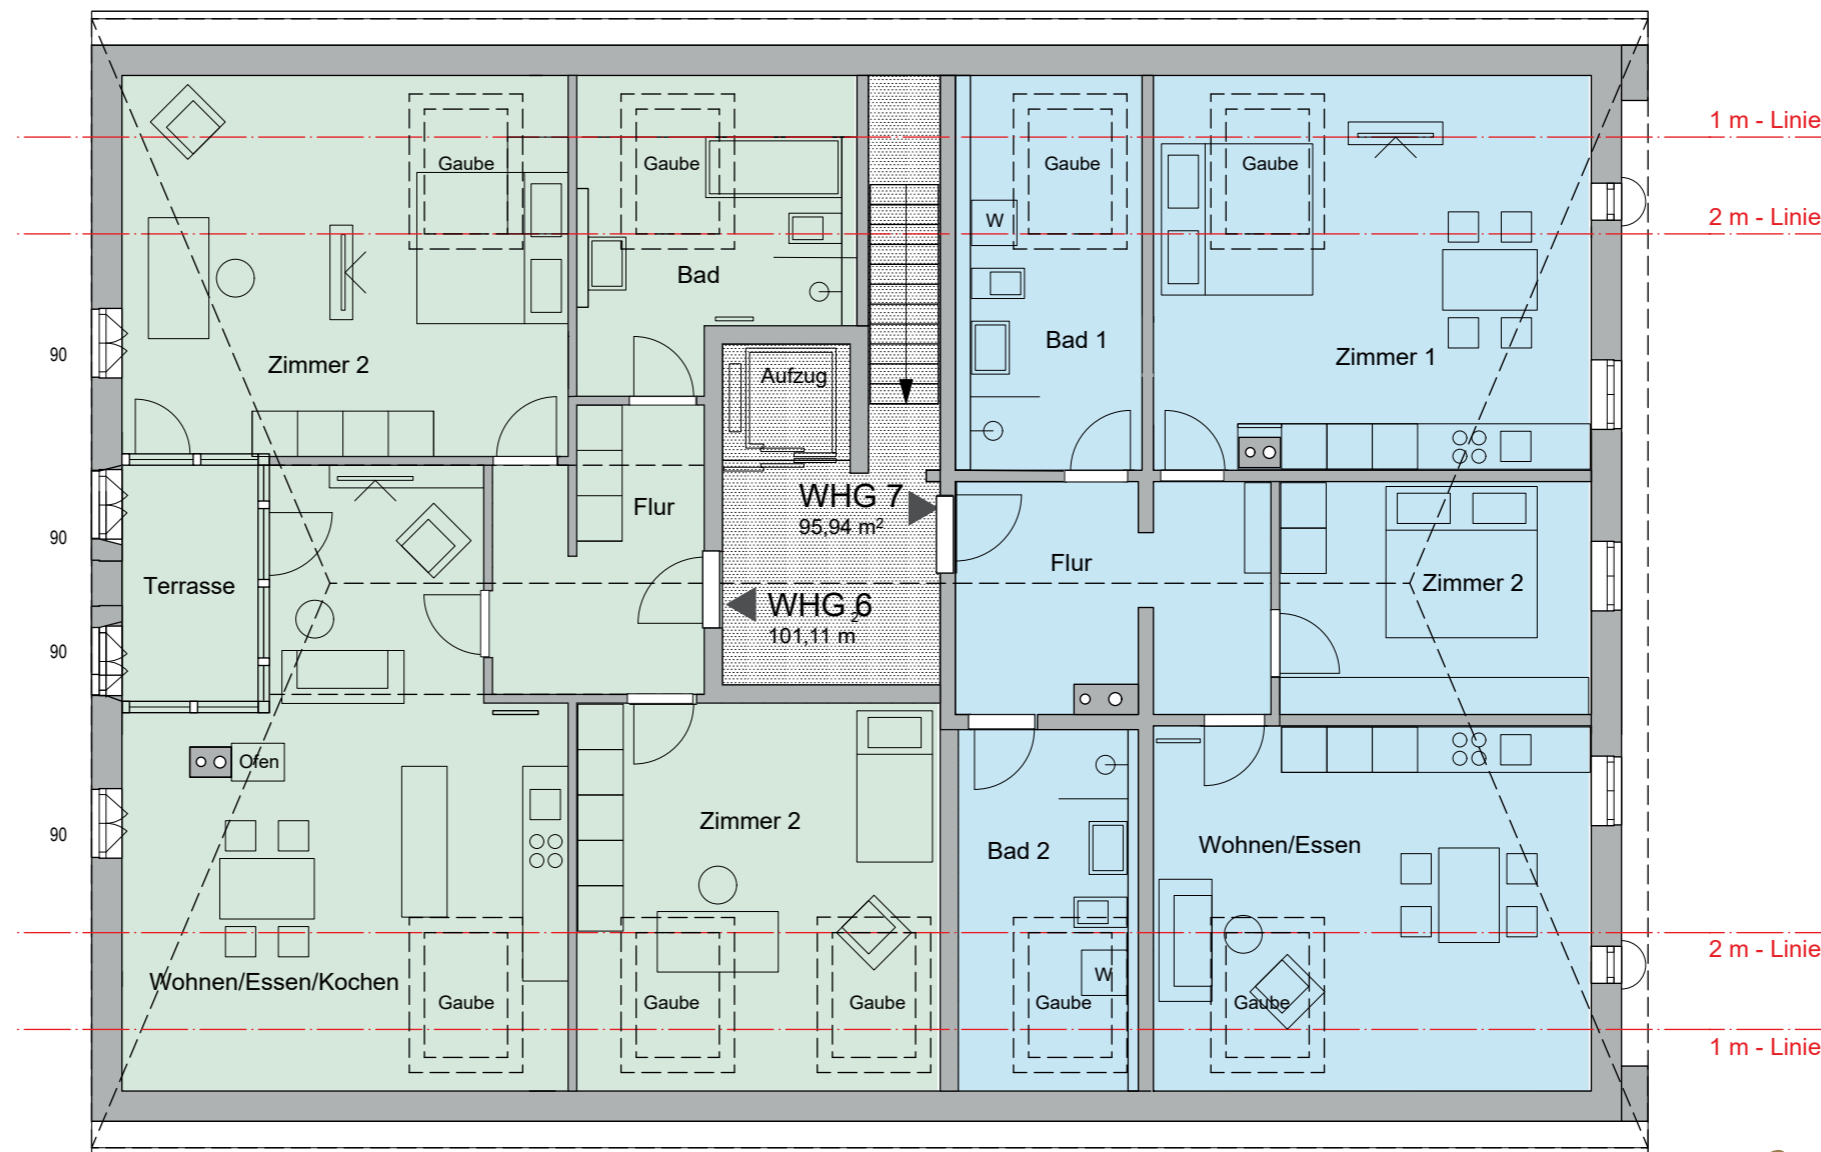 1 m - Linie
Gaube
Gaube
Gaube
Gaube
2 m - Linie
W
Bad
Bad 1
Zimmer 1
90
Zimmer 2
Aufzug
WHG 7
95,94 m²
Flur
90
Flur
Terrasse
Zimmer 2
WHG 6
2
101,11 m
90
Ofen
Zimmer 2
90
Bad 2
Wohnen/Essen
2 m - Linie
Wohnen/Essen/Kochen
W
Gaube
Gaube
Gaube
Gaube
Gaube
1 m - Linie